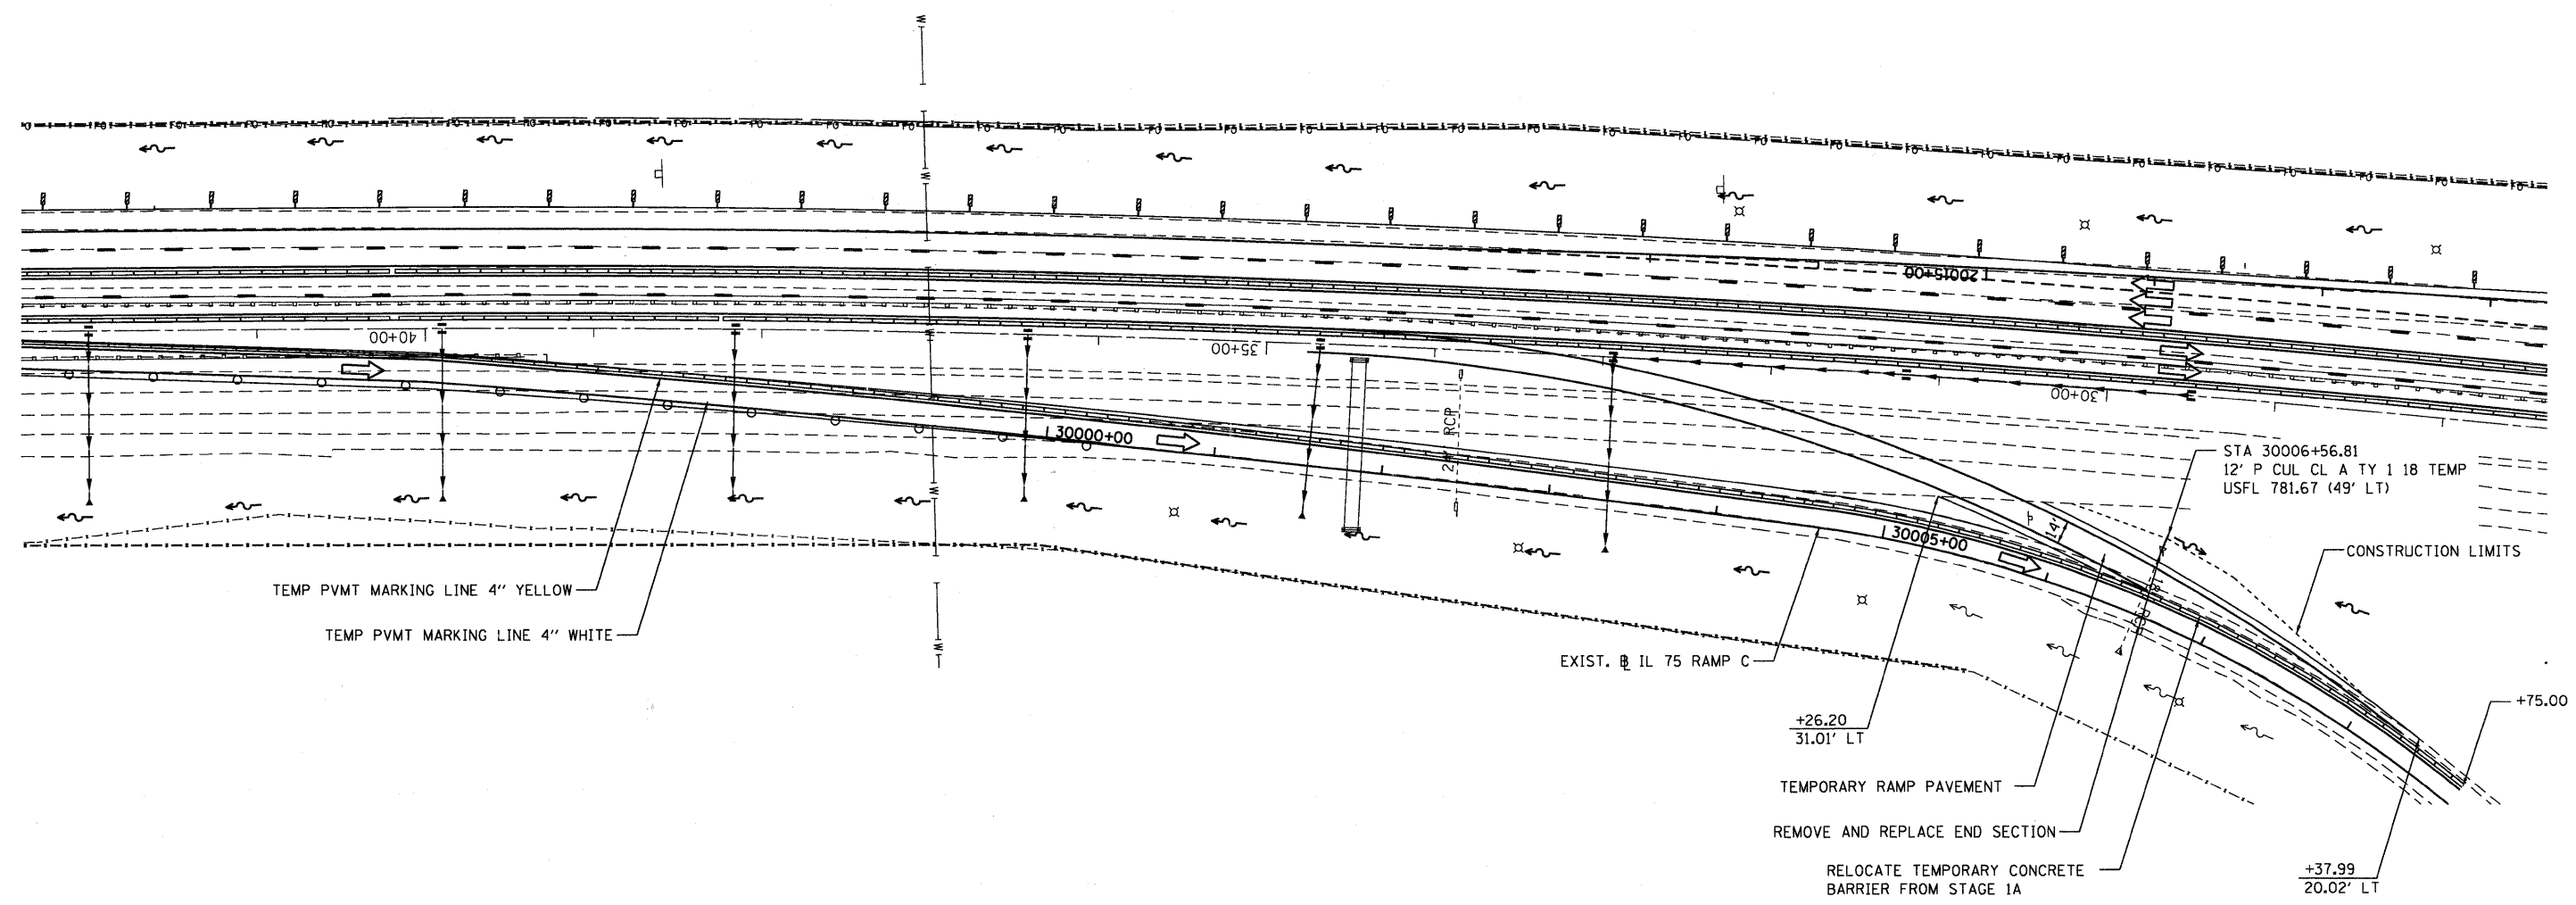 20015+00
40+00
35+00
30+00
30000+00
24" RCP
14'
30005+00
STA 30006+56.81
12' P CUL CL A TY 1 18 TEMP
USFL 781.67 (49' LT)
CONSTRUCTION LIMITS
TEMP PVMT MARKING LINE 4" YELLOW
TEMP PVMT MARKING LINE 4" WHITE
EXIST. ⅊ IL 75 RAMP C
+75.00
+26.20
31.01' LT
TEMPORARY RAMP PAVEMENT
REMOVE AND REPLACE END SECTION
RELOCATE TEMPORARY CONCRETE
BARRIER FROM STAGE 1A
+37.99
20.02' LT